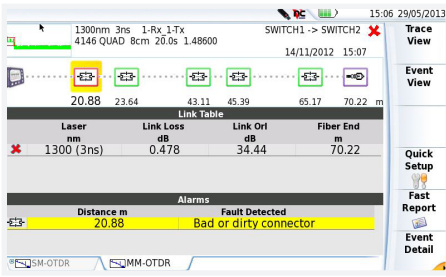 DC 15:06 29/05/2013
1300nm 3ns 1-Rx_1-Tx SWITCH1 -> SWITCH2
4146 QUAD 8cm 20.0s 1.48600
14/11/2012 15:07
Trace View
Event View
20.88 23.64 43.11 45.39 65.17 70.22 m
Link Table
Laser Link Loss Link Orl Fiber End
nm dB dB m
1300 (3ns) 0.478 34.44 70.22
Quick Setup
Alarms
Distance m Fault Detected
20.88 Bad or dirty connector
Fast Report
Event Detail
SM-OTDR MM-OTDR